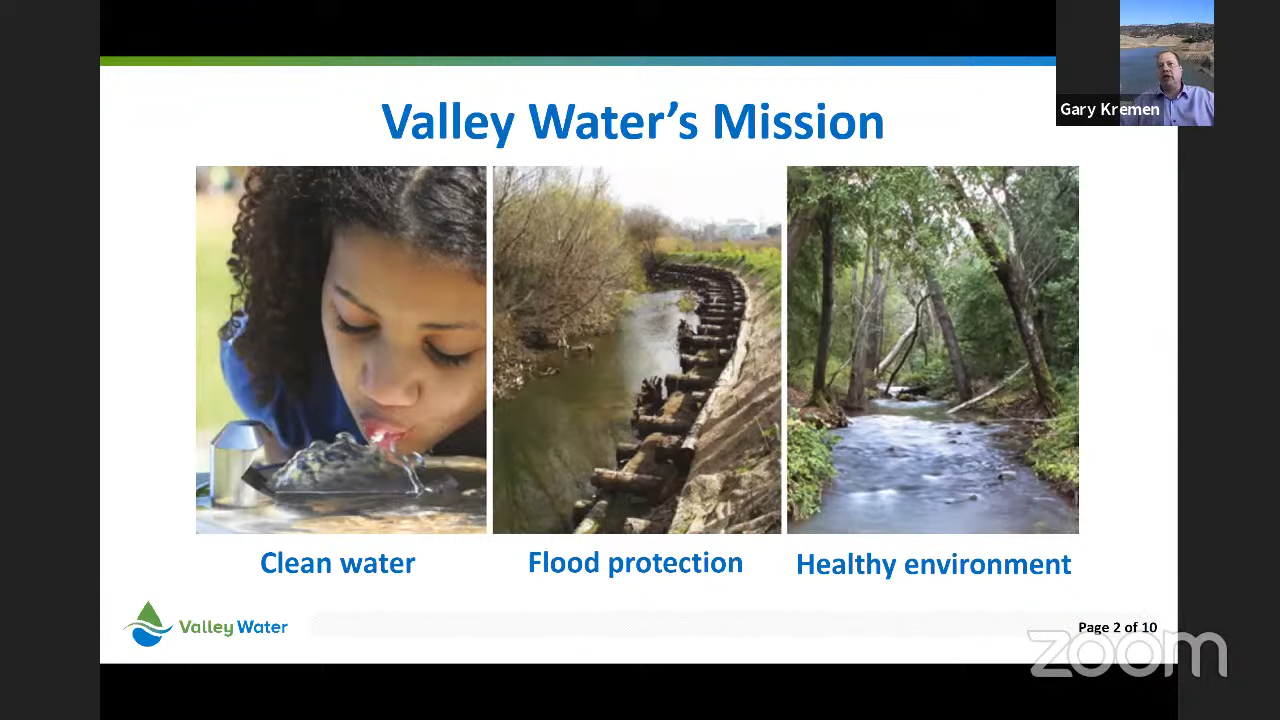 Valley Water's Mission
Gary Kremen
Clean water
Flood protection
Healthy environment
Valley Water
Page 2 of 10
zoom